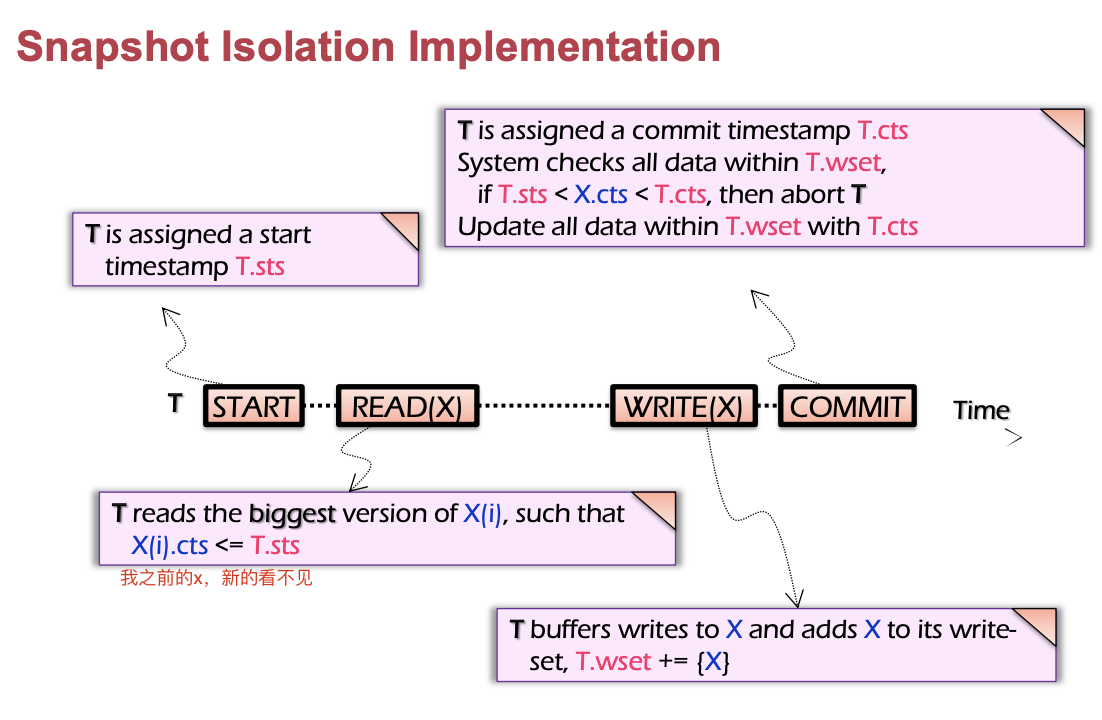 Snapshot Isolation Implementation
T is assigned a commit timestamp T.cts
System checks all data within T.wset,
if T.sts < X.cts < T.cts, then abort T
Update all data within T.wset with T.cts
T is assigned a start
timestamp T.sts
T START READ(X) WRITE(X) COMMIT Time
T reads the biggest version of X(i), such that
X(i).cts <= T.sts
我之前的x，新的看不见
T buffers writes to X and adds X to its write-
set, T.wset += {X}